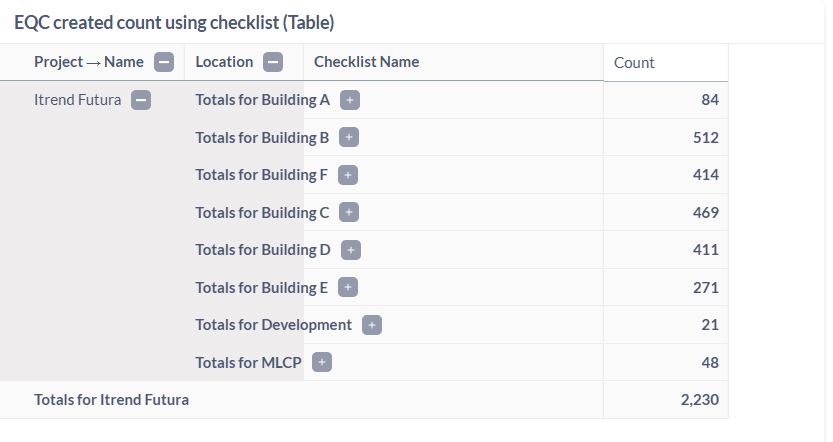 EQC created count using checklist (Table)
Project → Name Location Checklist Name Count
Itrend Futura Totals for Building A 84
Totals for Building B 512
Totals for Building F 414
Totals for Building C 469
Totals for Building D 411
Totals for Building E 271
Totals for Development 21
Totals for MLCP 48
Totals for Itrend Futura 2,230